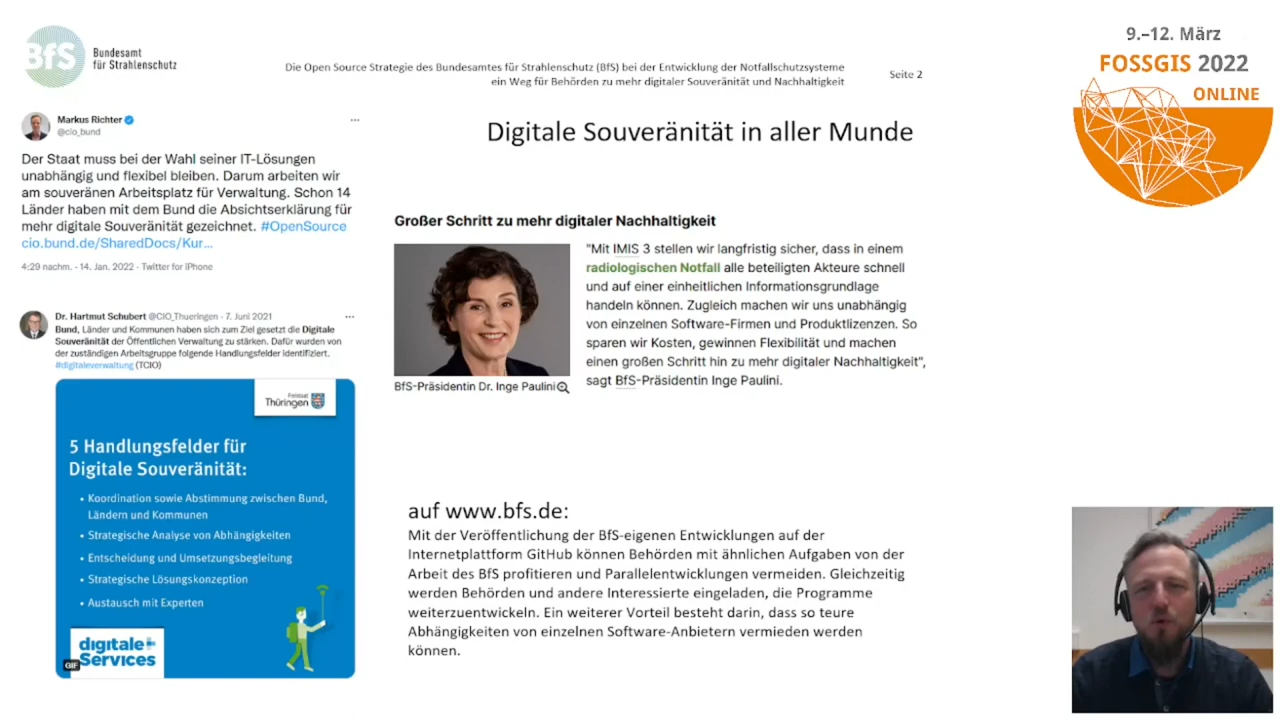 BfS
Bundesamt
für Strahlenschutz
Die Open Source Strategie des Bundesamtes für Strahlenschutz (BfS) bei der Entwicklung der Notfallschutzsysteme
ein Weg für Behörden zu mehr digitaler Souveränität und Nachhaltigkeit
Seite 2
9.–12. März
FOSSGIS 2022
ONLINE
Digitale Souveränität in aller Munde
Markus Richter
@cio_bund
Der Staat muss bei der Wahl seiner IT-Lösungen
unabhängig und flexibel bleiben. Darum arbeiten wir
am souveränen Arbeitsplatz für Verwaltung. Schon 14
Länder haben mit dem Bund die Absichtserklärung für
mehr digitale Souveränität gezeichnet. #OpenSource
cio.bund.de/SharedDocs/Kur...
4:29 nachm. · 14. Jan. 2022 · Twitter for iPhone
Dr. Hartmut Schubert @CIO_Thueringen · 7. Juni 2021
Bund, Länder und Kommunen haben sich zum Ziel gesetzt die Digitale
Souveränität der Öffentlichen Verwaltung zu stärken. Dafür wurden von
der zuständigen Arbeitsgruppe folgende Handlungsfelder identifiziert.
#digitaleverwaltung (TCIO)
Freistaat
Thüringen
5 Handlungsfelder für
Digitale Souveränität:
• Koordination sowie Abstimmung zwischen Bund,
Ländern und Kommunen
• Strategische Analyse von Abhängigkeiten
• Entscheidung und Umsetzungsbegleitung
• Strategische Lösungskonzeption
• Austausch mit Experten
digitale
Services
GIF
Großer Schritt zu mehr digitaler Nachhaltigkeit
"Mit IMIS 3 stellen wir langfristig sicher, dass in einem
radiologischen Notfall alle beteiligten Akteure schnell
und auf einer einheitlichen Informationsgrundlage
handeln können. Zugleich machen wir uns unabhängig
von einzelnen Software-Firmen und Produktlizenzen. So
sparen wir Kosten, gewinnen Flexibilität und machen
einen großen Schritt hin zu mehr digitaler Nachhaltigkeit",
sagt BfS-Präsidentin Inge Paulini.
BfS-Präsidentin Dr. Inge Paulini
auf www.bfs.de:
Mit der Veröffentlichung der BfS-eigenen Entwicklungen auf der
Internetplattform GitHub können Behörden mit ähnlichen Aufgaben von der
Arbeit des BfS profitieren und Parallelentwicklungen vermeiden. Gleichzeitig
werden Behörden und andere Interessierte eingeladen, die Programme
weiterzuentwickeln. Ein weiterer Vorteil besteht darin, dass so teure
Abhängigkeiten von einzelnen Software-Anbietern vermieden werden
können.